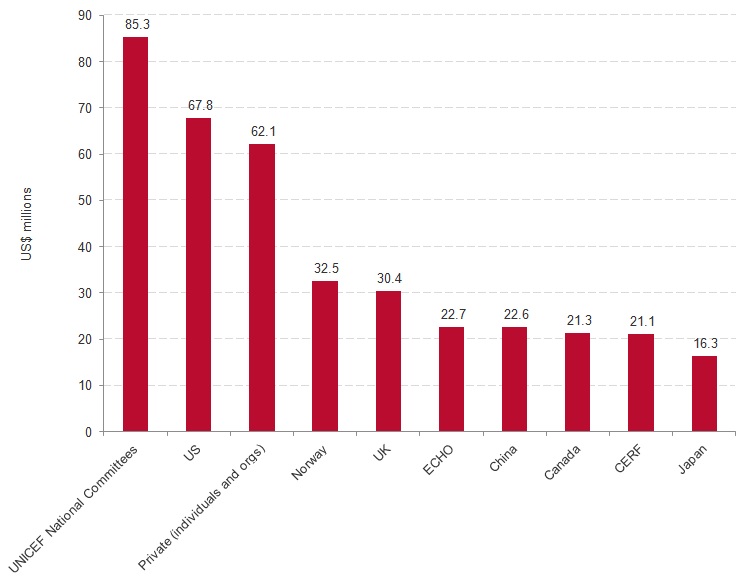 90
80
70
60
50
40
30
20
10
0
US$ millions
85.3
67.8
62.1
32.5
30.4
22.7
22.6
21.3
21.1
16.3
UNICEF National Committees
US
Private (individuals and orgs)
Norway
UK
ECHO
China
Canada
CERF
Japan